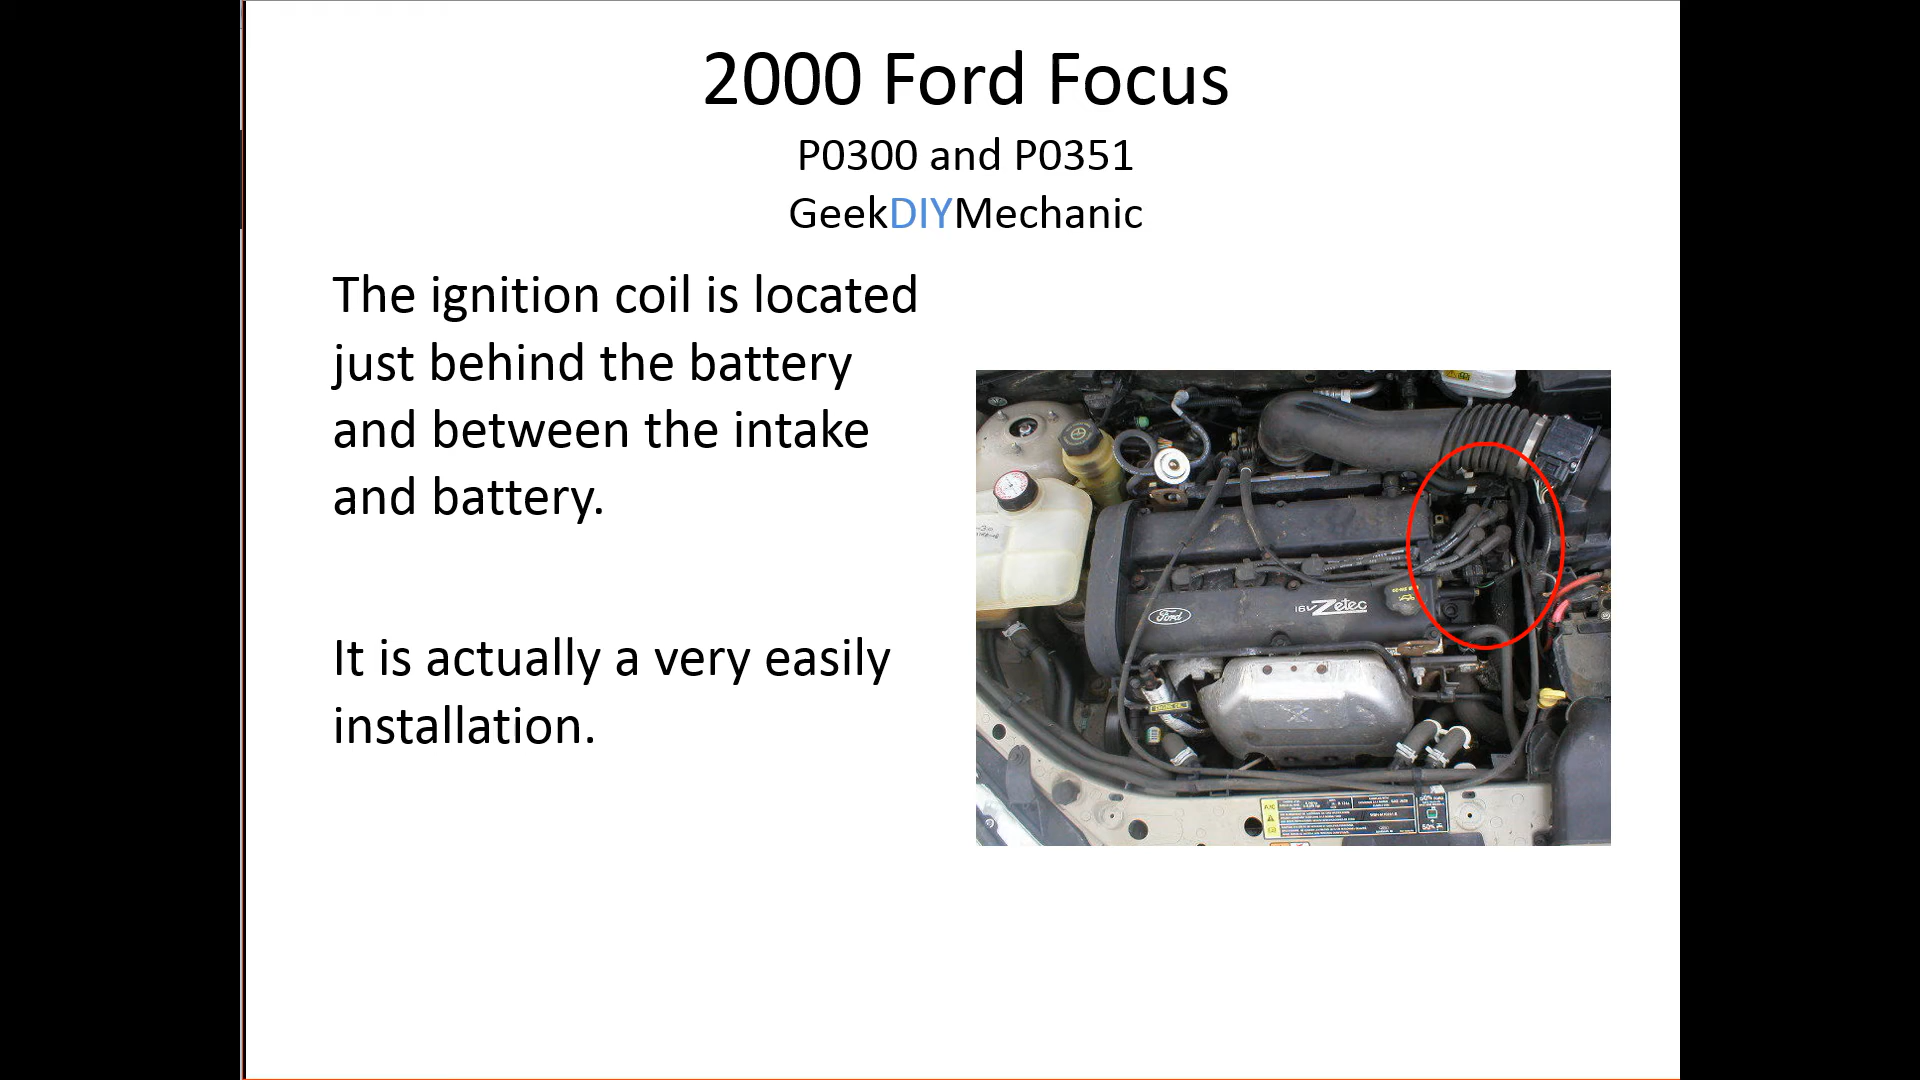 2000 Ford Focus
P0300 and P0351
GeekDIYMechanic
The ignition coil is located
just behind the battery
and between the intake
and battery.
It is actually a very easily
installation.
Ford
16V Zetec